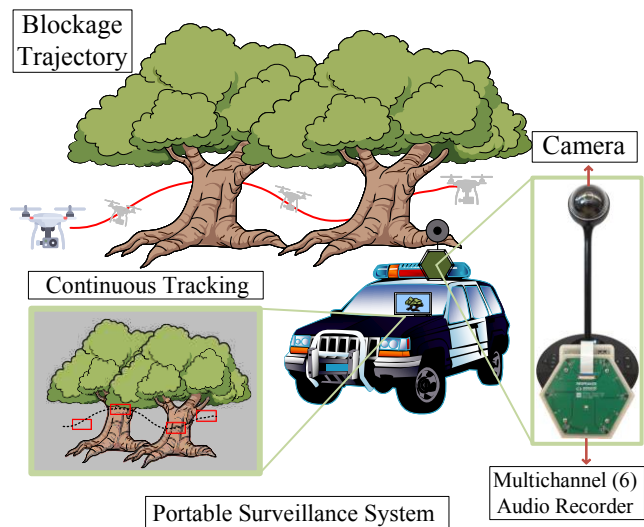 Blockage
Trajectory
Camera
Continuous Tracking
Multichannel (6)
Audio Recorder
Portable Surveillance System